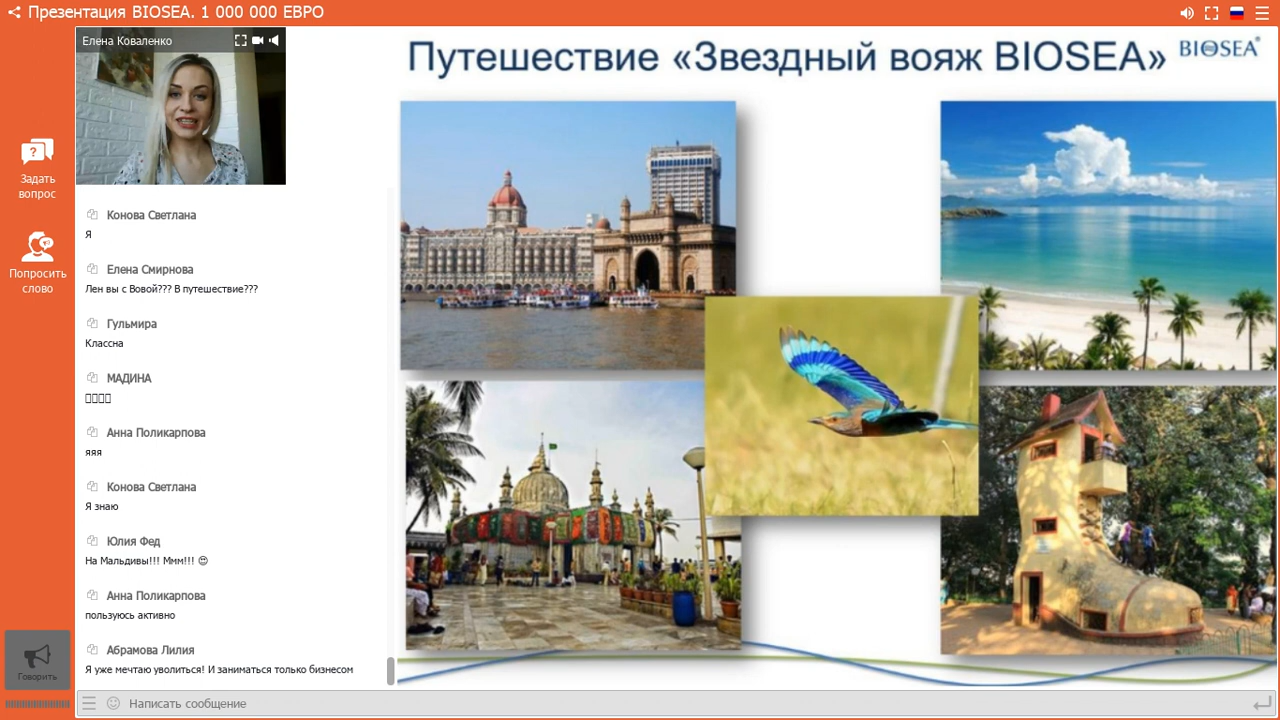 Презентация BIOSEA. 1 000 000 ЕВРО
Елена Коваленко
Задать
вопрос
Попросить
слово
Говорить
Конова Светлана
Я
Елена Смирнова
Лен вы с Вовой??? В путешествие???
Гульмира
Классна
МАДИНА
Анна Поликарпова
яяя
Конова Светлана
Я знаю
Юлия Фед
На Мальдивы!!! Ммм!!! 😍
Анна Поликарпова
пользуюсь активно
Абрамова Лилия
Я уже мечтаю уволиться! И заниматься только бизнесом
Написать сообщение
Путешествие «Звездный вояж BIOSEA»
BIOSEA